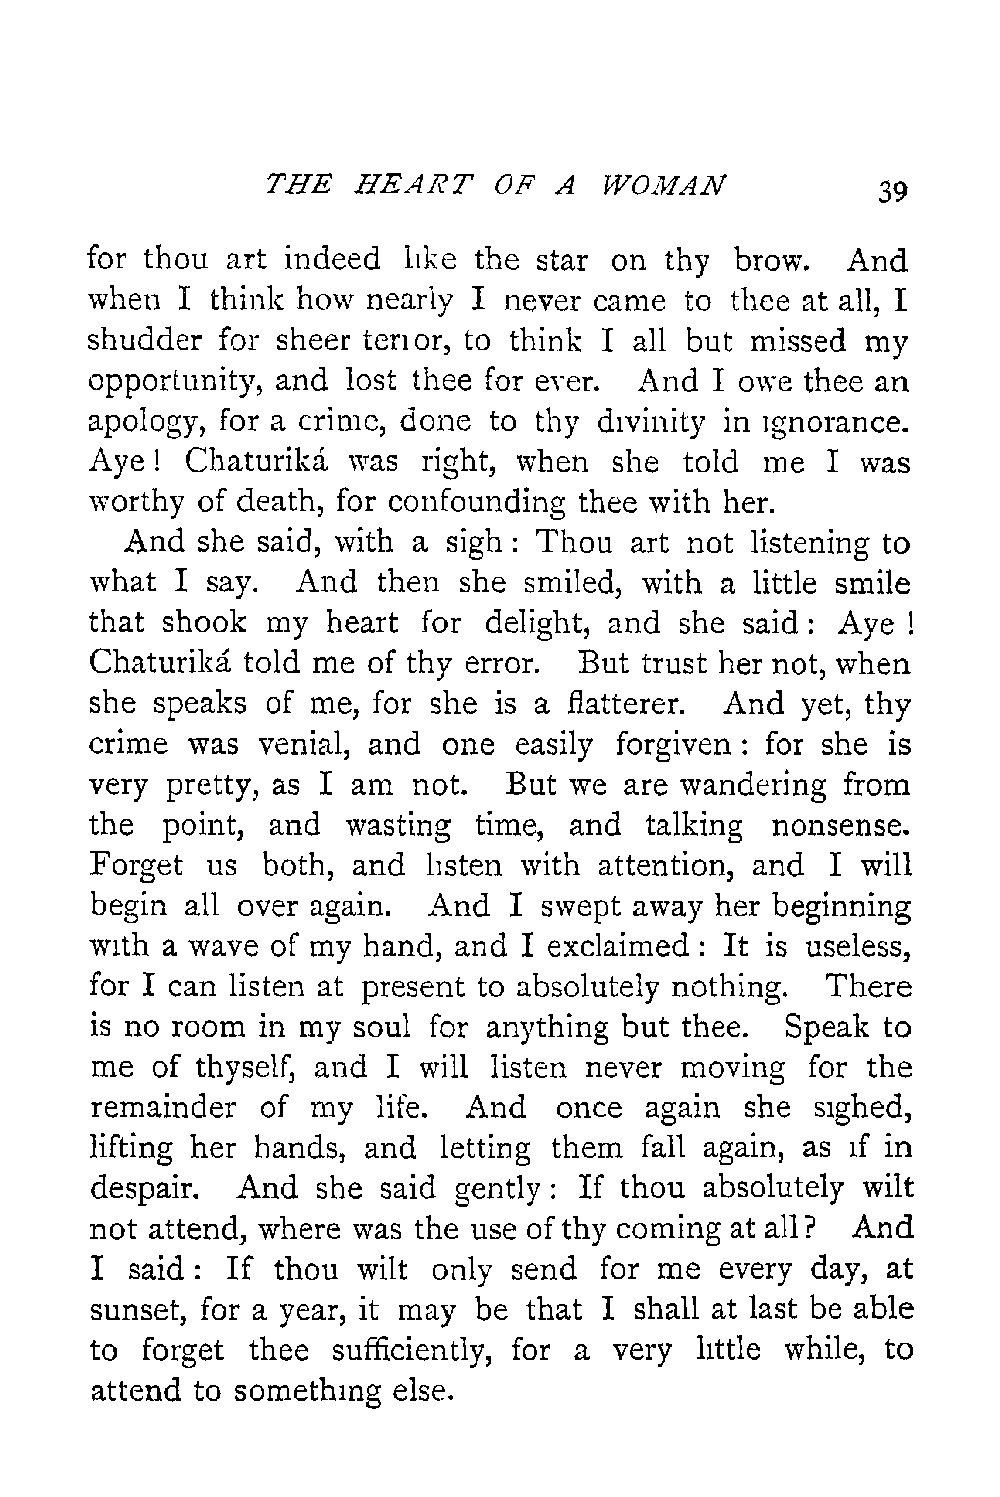 THE HEART OF A WOMAN 39
for thou art indeed like the star on thy brow. And
when I think how nearly I never came to thee at all, I
shudder for sheer terror, to think I all but missed my
opportunity, and lost thee for ever. And I owe thee an
apology, for a crime, done to thy divinity in ignorance.
Aye! Chaturiká was right, when she told me I was
worthy of death, for confounding thee with her.
And she said, with a sigh: Thou art not listening to
what I say. And then she smiled, with a little smile
that shook my heart for delight, and she said: Aye!
Chaturiká told me of thy error. But trust her not, when
she speaks of me, for she is a flatterer. And yet, thy
crime was venial, and one easily forgiven: for she is
very pretty, as I am not. But we are wandering from
the point, and wasting time, and talking nonsense.
Forget us both, and listen with attention, and I will
begin all over again. And I swept away her beginning
with a wave of my hand, and I exclaimed: It is useless,
for I can listen at present to absolutely nothing. There
is no room in my soul for anything but thee. Speak to
me of thyself, and I will listen never moving for the
remainder of my life. And once again she sighed,
lifting her hands, and letting them fall again, as if in
despair. And she said gently: If thou absolutely wilt
not attend, where was the use of thy coming at all? And
I said: If thou wilt only send for me every day, at
sunset, for a year, it may be that I shall at last be able
to forget thee sufficiently, for a very little while, to
attend to something else.